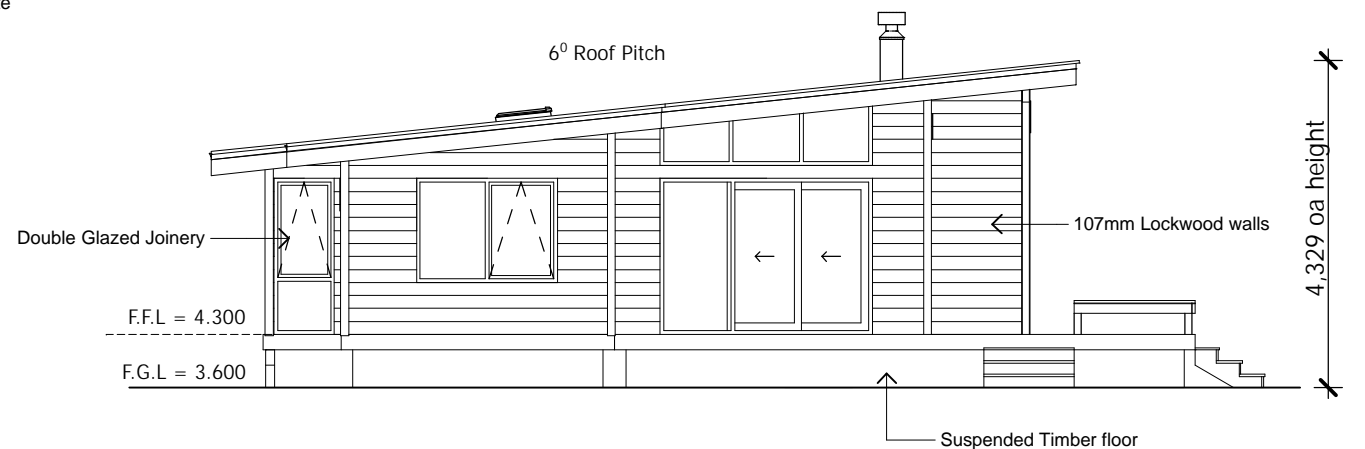 6⁰ Roof Pitch
Double Glazed Joinery
107mm Lockwood walls
4,329 oa height
F.F.L = 4.300
F.G.L = 3.600
Suspended Timber floor